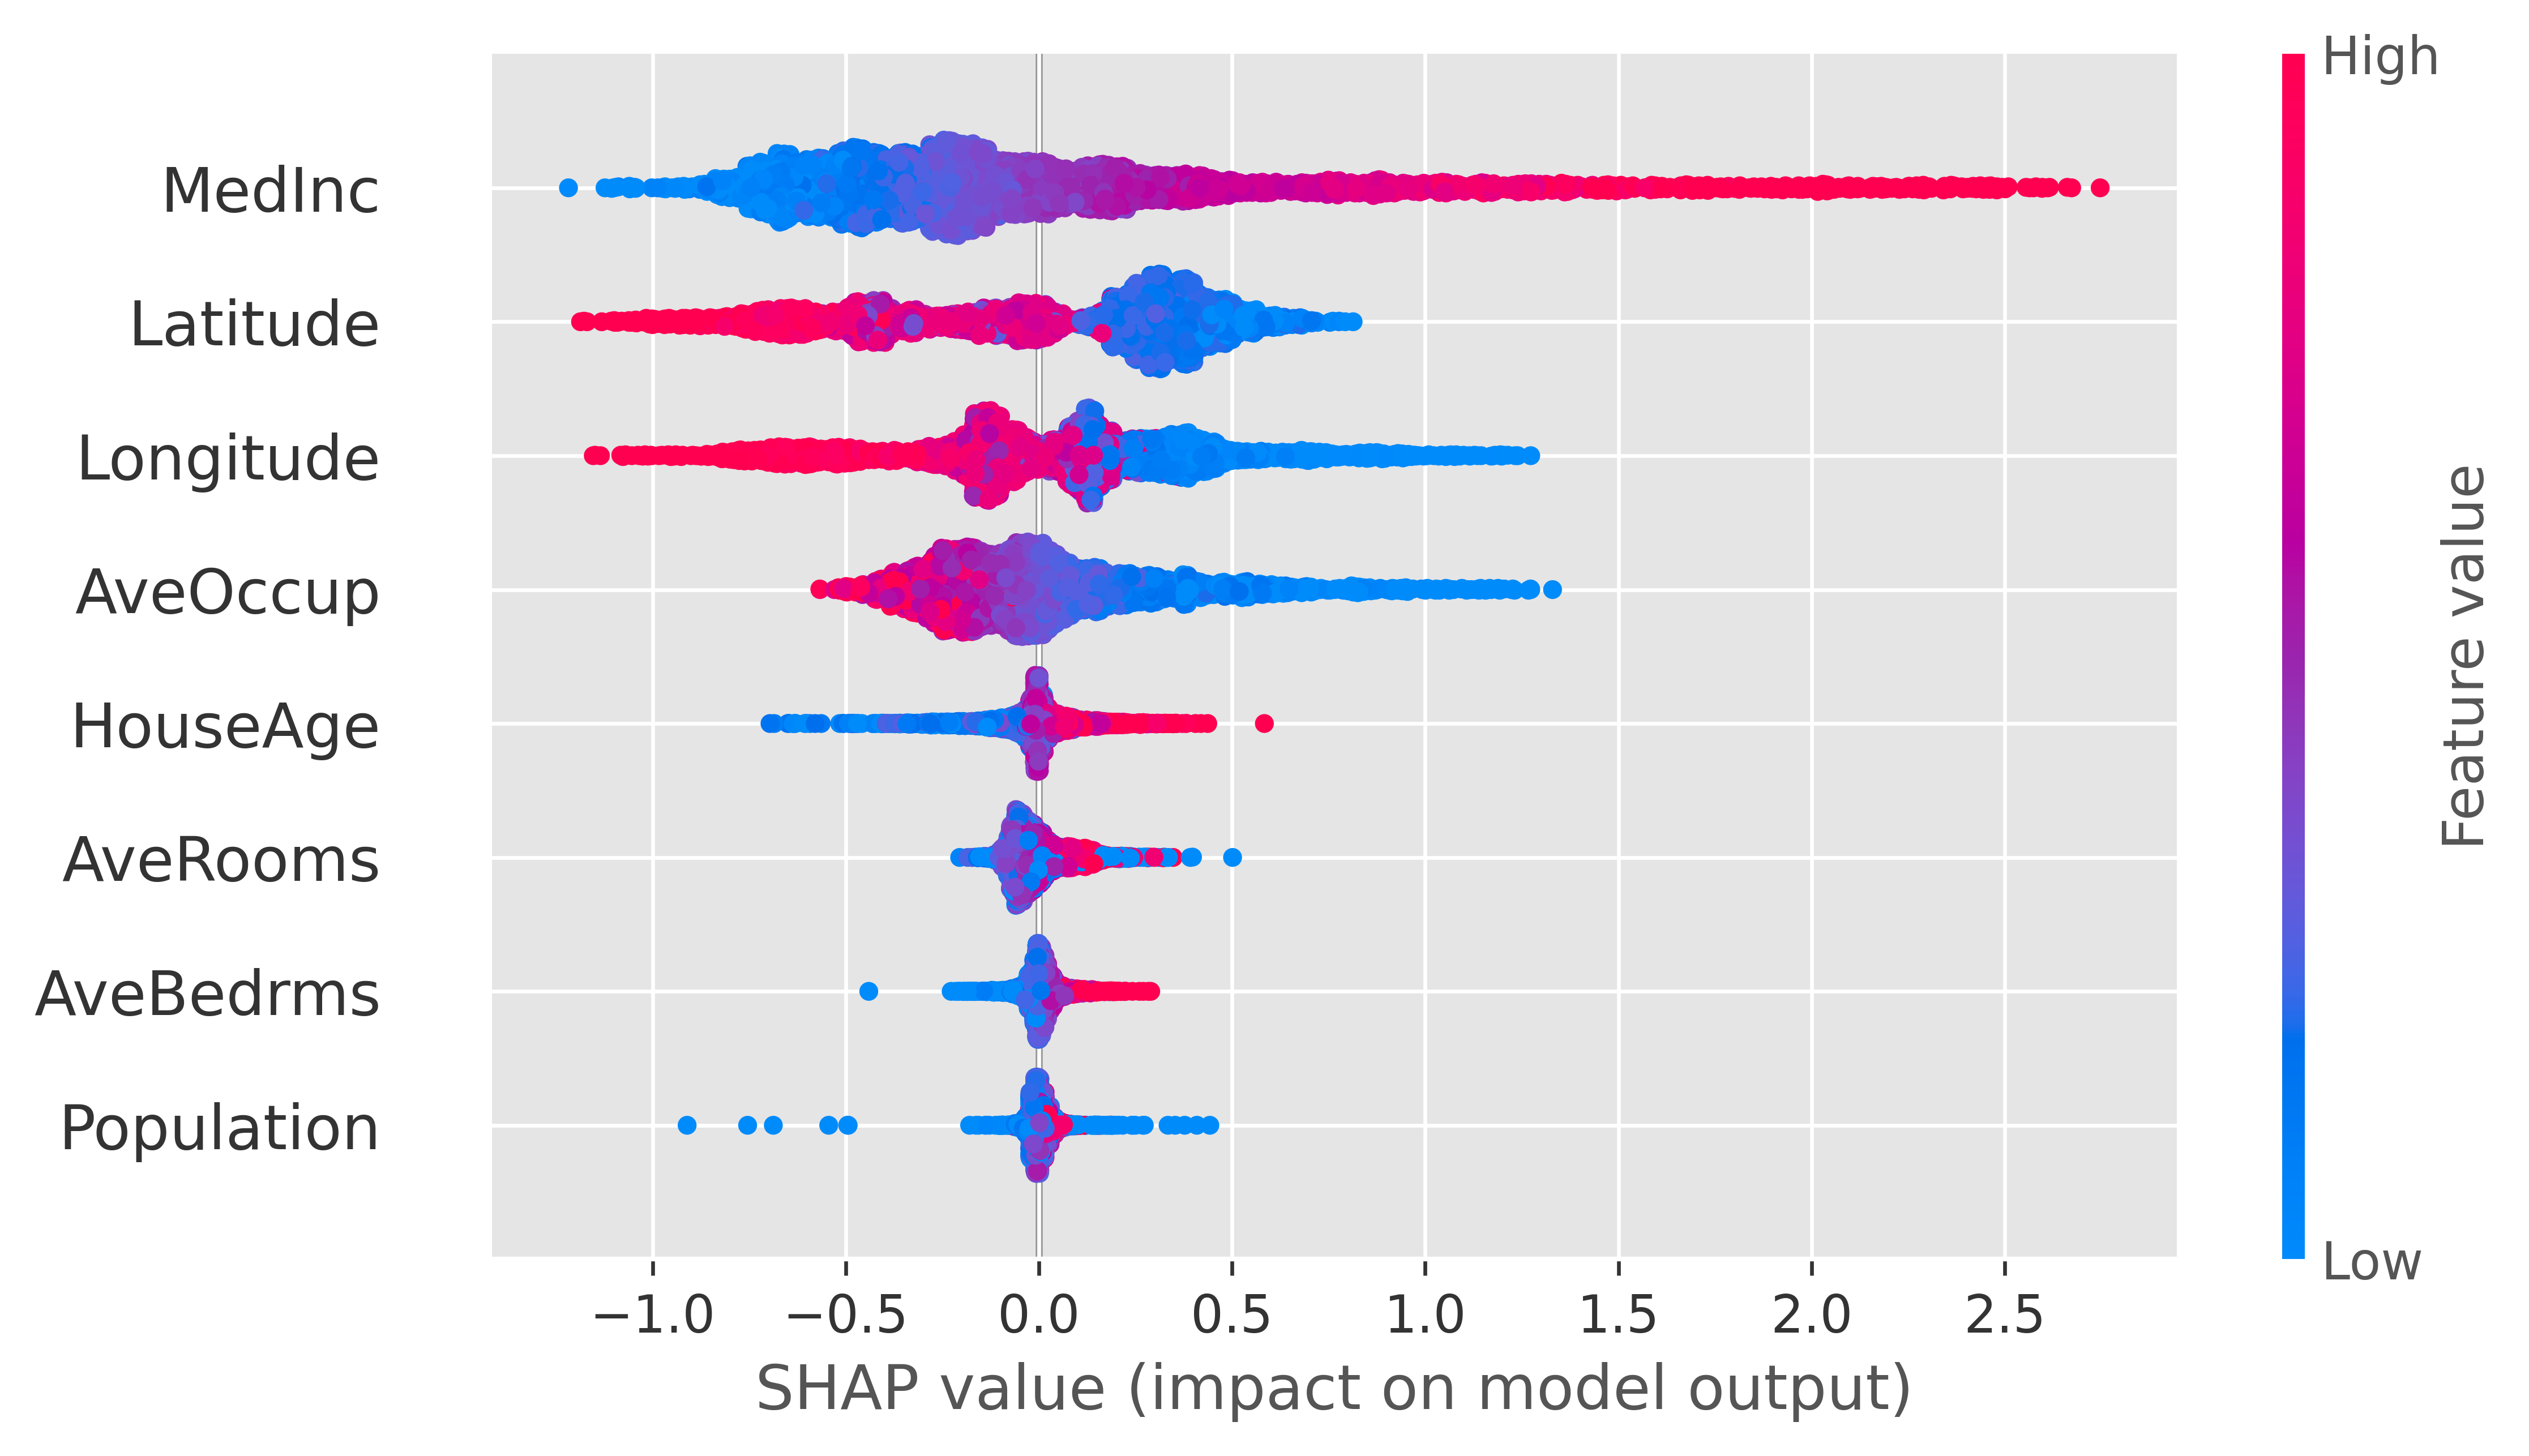 High
MedInc
Latitude
Longitude
AveOccup
HouseAge
AveRooms
AveBedrms
Population
Feature value
Low
−1.0 −0.5 0.0 0.5 1.0 1.5 2.0 2.5
SHAP value (impact on model output)